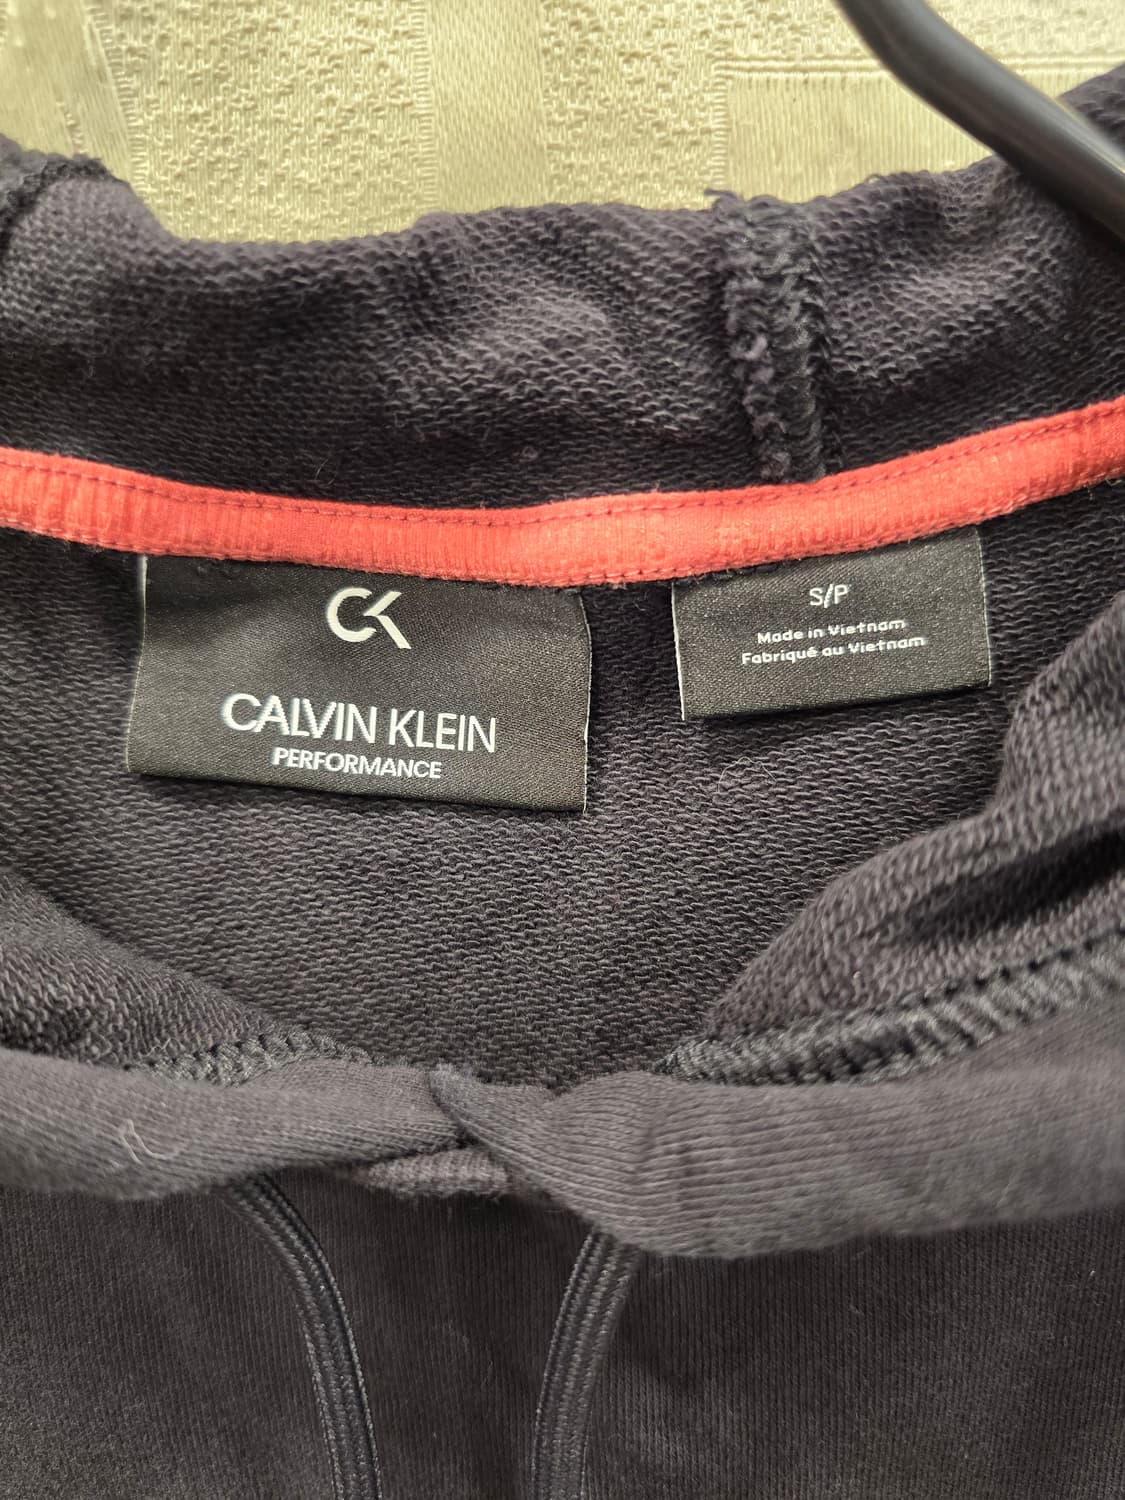 CK
CALVIN KLEIN
PERFORMANCE
S/P
Made in Vietnam
Fabriqué au Vietnam